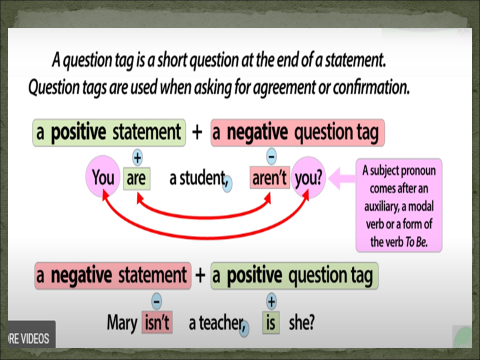 A question tag is a short question at the end of a statement.
Question tags are used when asking for agreement or confirmation.
a positive statement + a negative question tag
+ −
You are a student, aren't you?
A subject pronoun
comes after an
auxiliary, a modal
verb or a form of
the verb To Be.
a negative statement + a positive question tag
− +
Mary isn't a teacher, is she?
RE VIDEOS